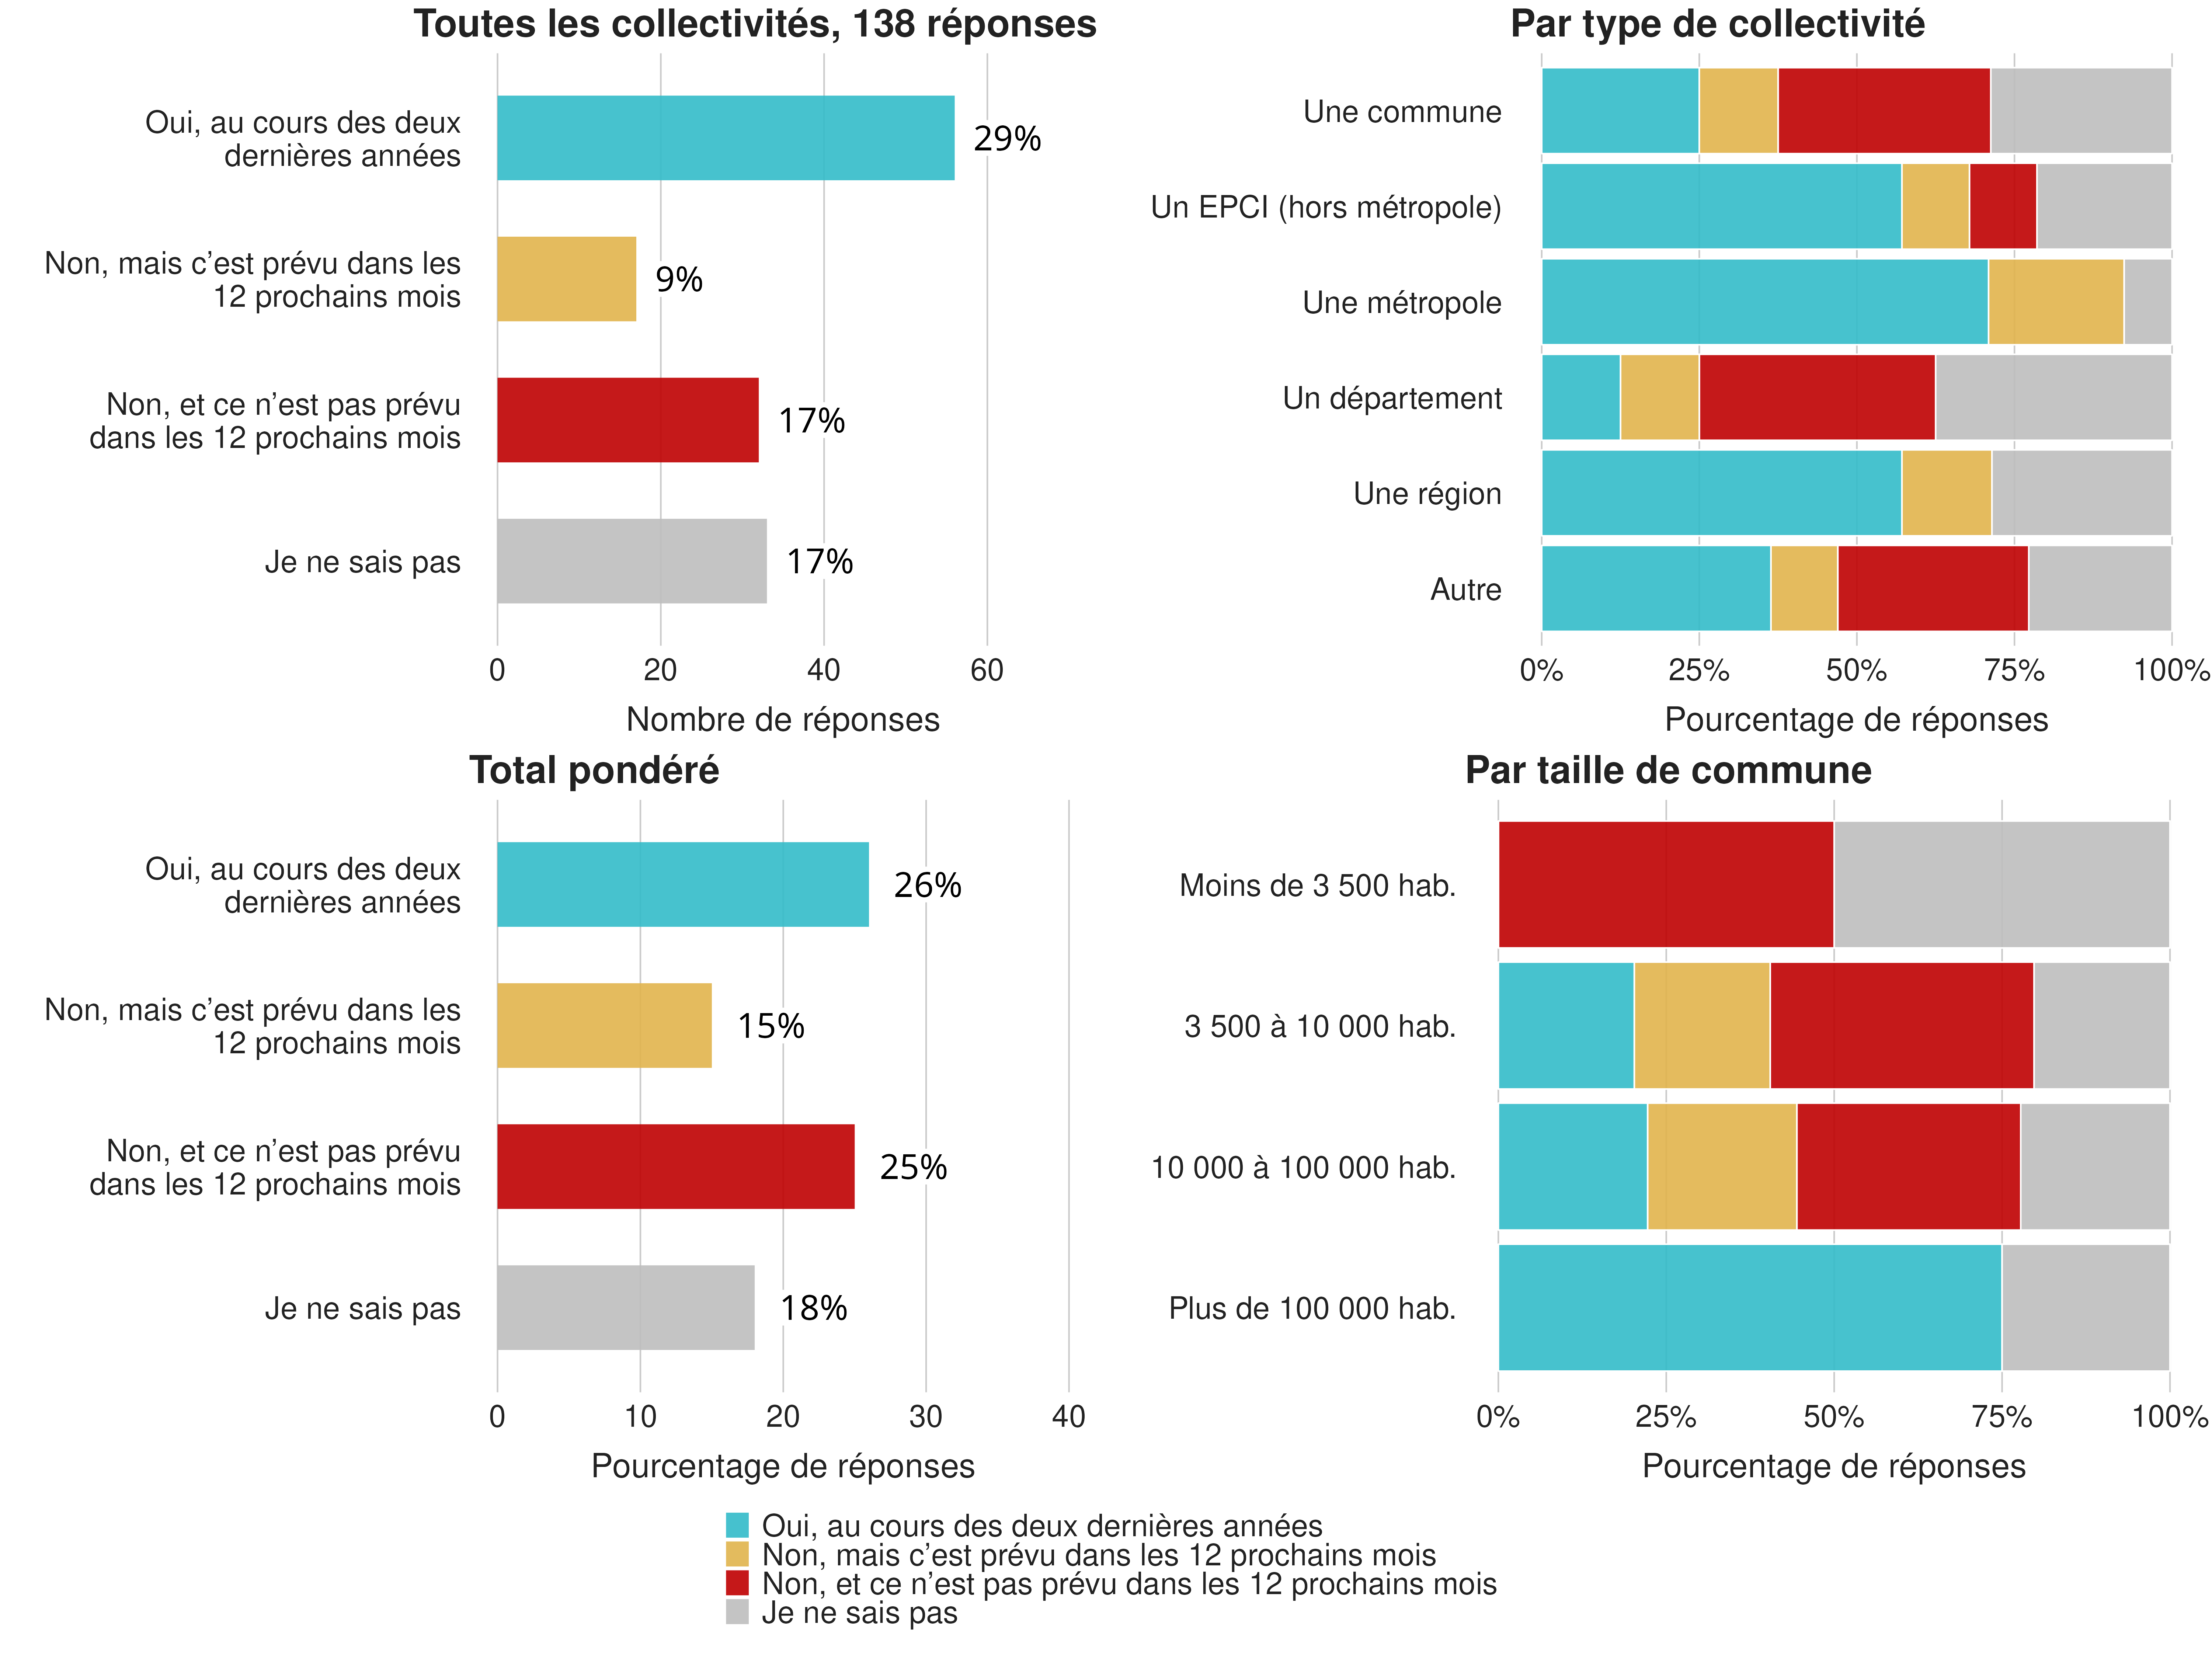 Toutes les collectivités, 138 réponses
Oui, au cours des deux
dernières années
29%
Non, mais c’est prévu dans les
12 prochains mois
9%
Non, et ce n’est pas prévu
dans les 12 prochains mois
17%
Je ne sais pas
17%
0 20 40 60
Nombre de réponses
Par type de collectivité
Une commune
Un EPCI (hors métropole)
Une métropole
Un département
Une région
Autre
0% 25% 50% 75% 100%
Pourcentage de réponses
Total pondéré
Oui, au cours des deux
dernières années
26%
Non, mais c’est prévu dans les
12 prochains mois
15%
Non, et ce n’est pas prévu
dans les 12 prochains mois
25%
Je ne sais pas
18%
0 10 20 30 40
Pourcentage de réponses
Par taille de commune
Moins de 3 500 hab.
3 500 à 10 000 hab.
10 000 à 100 000 hab.
Plus de 100 000 hab.
0% 25% 50% 75% 100%
Pourcentage de réponses
Oui, au cours des deux dernières années
Non, mais c’est prévu dans les 12 prochains mois
Non, et ce n’est pas prévu dans les 12 prochains mois
Je ne sais pas